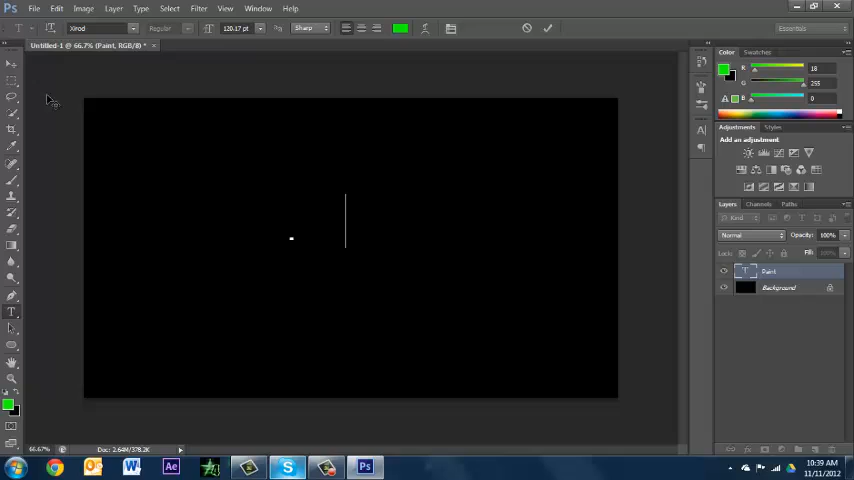 Ps File Edit Image Layer Type Select Filter View Window Help
T Xirod Regular 120.17 pt Sharp Essentials
Untitled-1 @ 66.7% (Paint, RGB/8) * ×
Color Swatches
R 18
G 255
B 0
Adjustments Styles
Add an adjustment
Layers Channels Paths
Kind
Normal Opacity: 100%
Lock: Fill: 100%
T Paint
Background
66.67% Doc: 2.64M/378.2K
W Ae S Ps 10:39 AM
11/11/2012